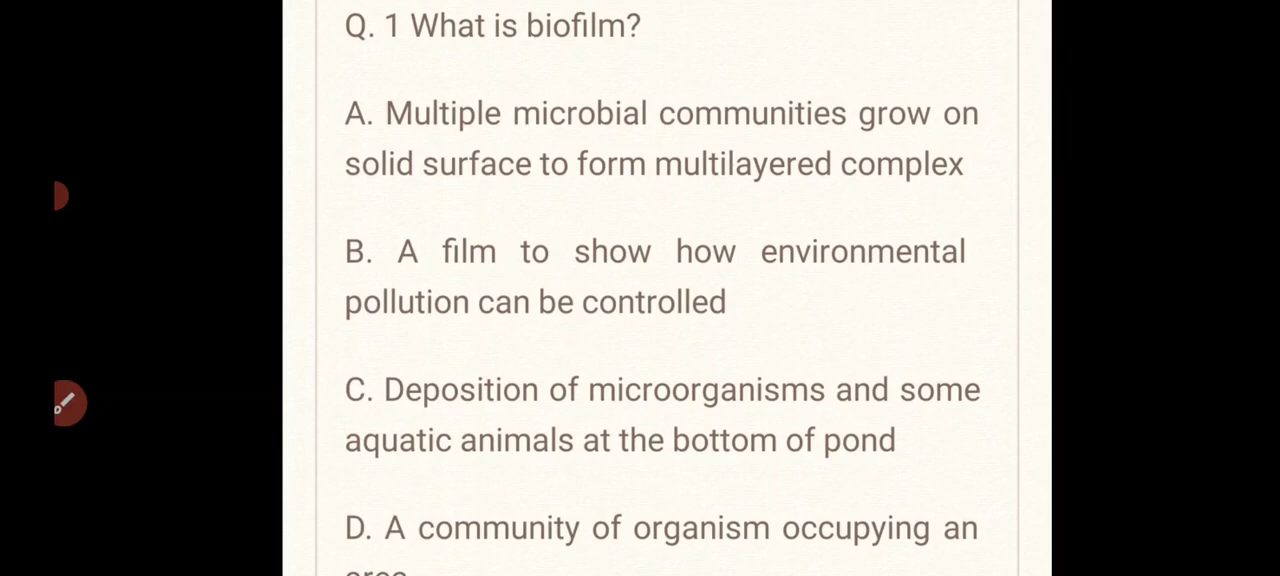 Q. 1 What is biofilm?
A. Multiple microbial communities grow on
solid surface to form multilayered complex
B. A film to show how environmental
pollution can be controlled
C. Deposition of microorganisms and some
aquatic animals at the bottom of pond
D. A community of organism occupying an